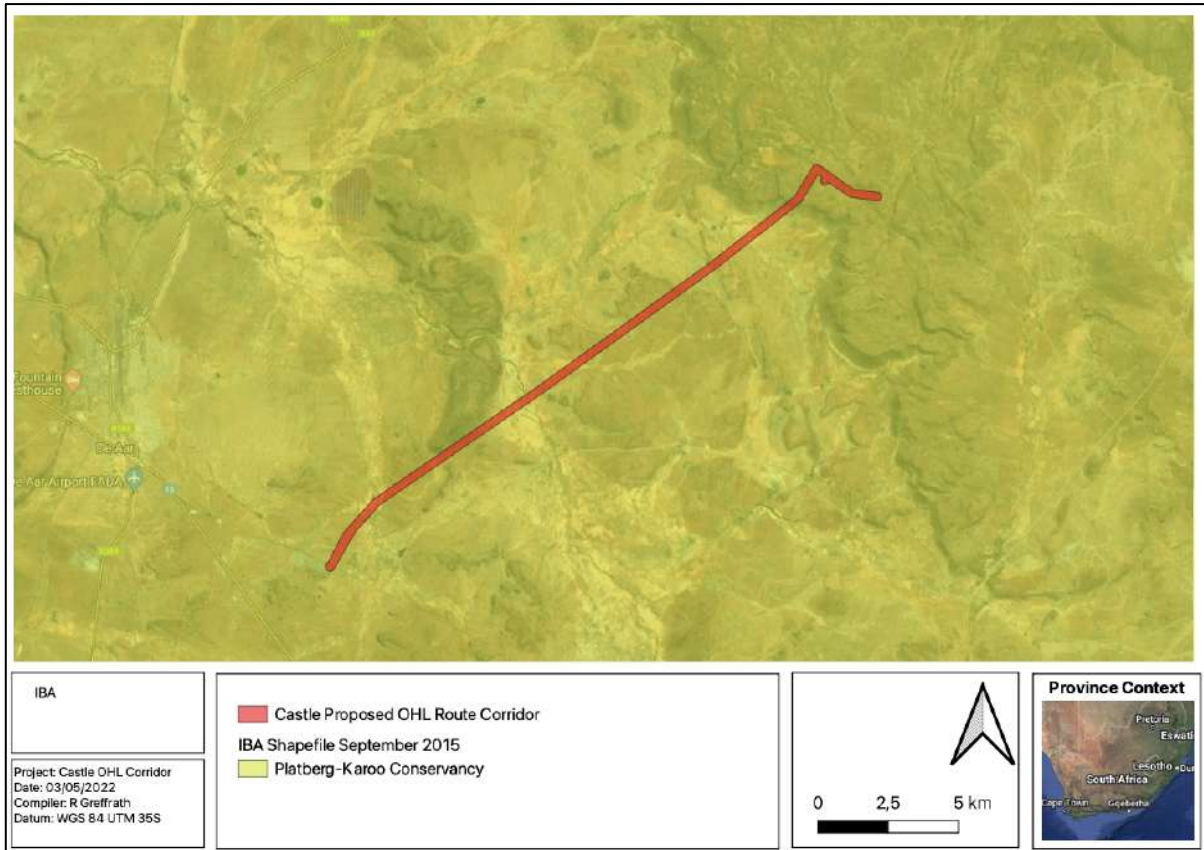 Fountain
esthouse
De Aar
De Aar Airport FADA
IBA
Project: Castle OHL Corridor
Date: 03/05/2022
Compiler: R Greffrath
Datum: WGS 84 UTM 35S
Castle Proposed OHL Route Corridor
IBA Shapefile September 2015
Platberg-Karoo Conservancy
0 2,5 5 km
Province Context
Pretoria
Eswati
Lesotho
Du
South Africa
Cape Town
Gqeberha